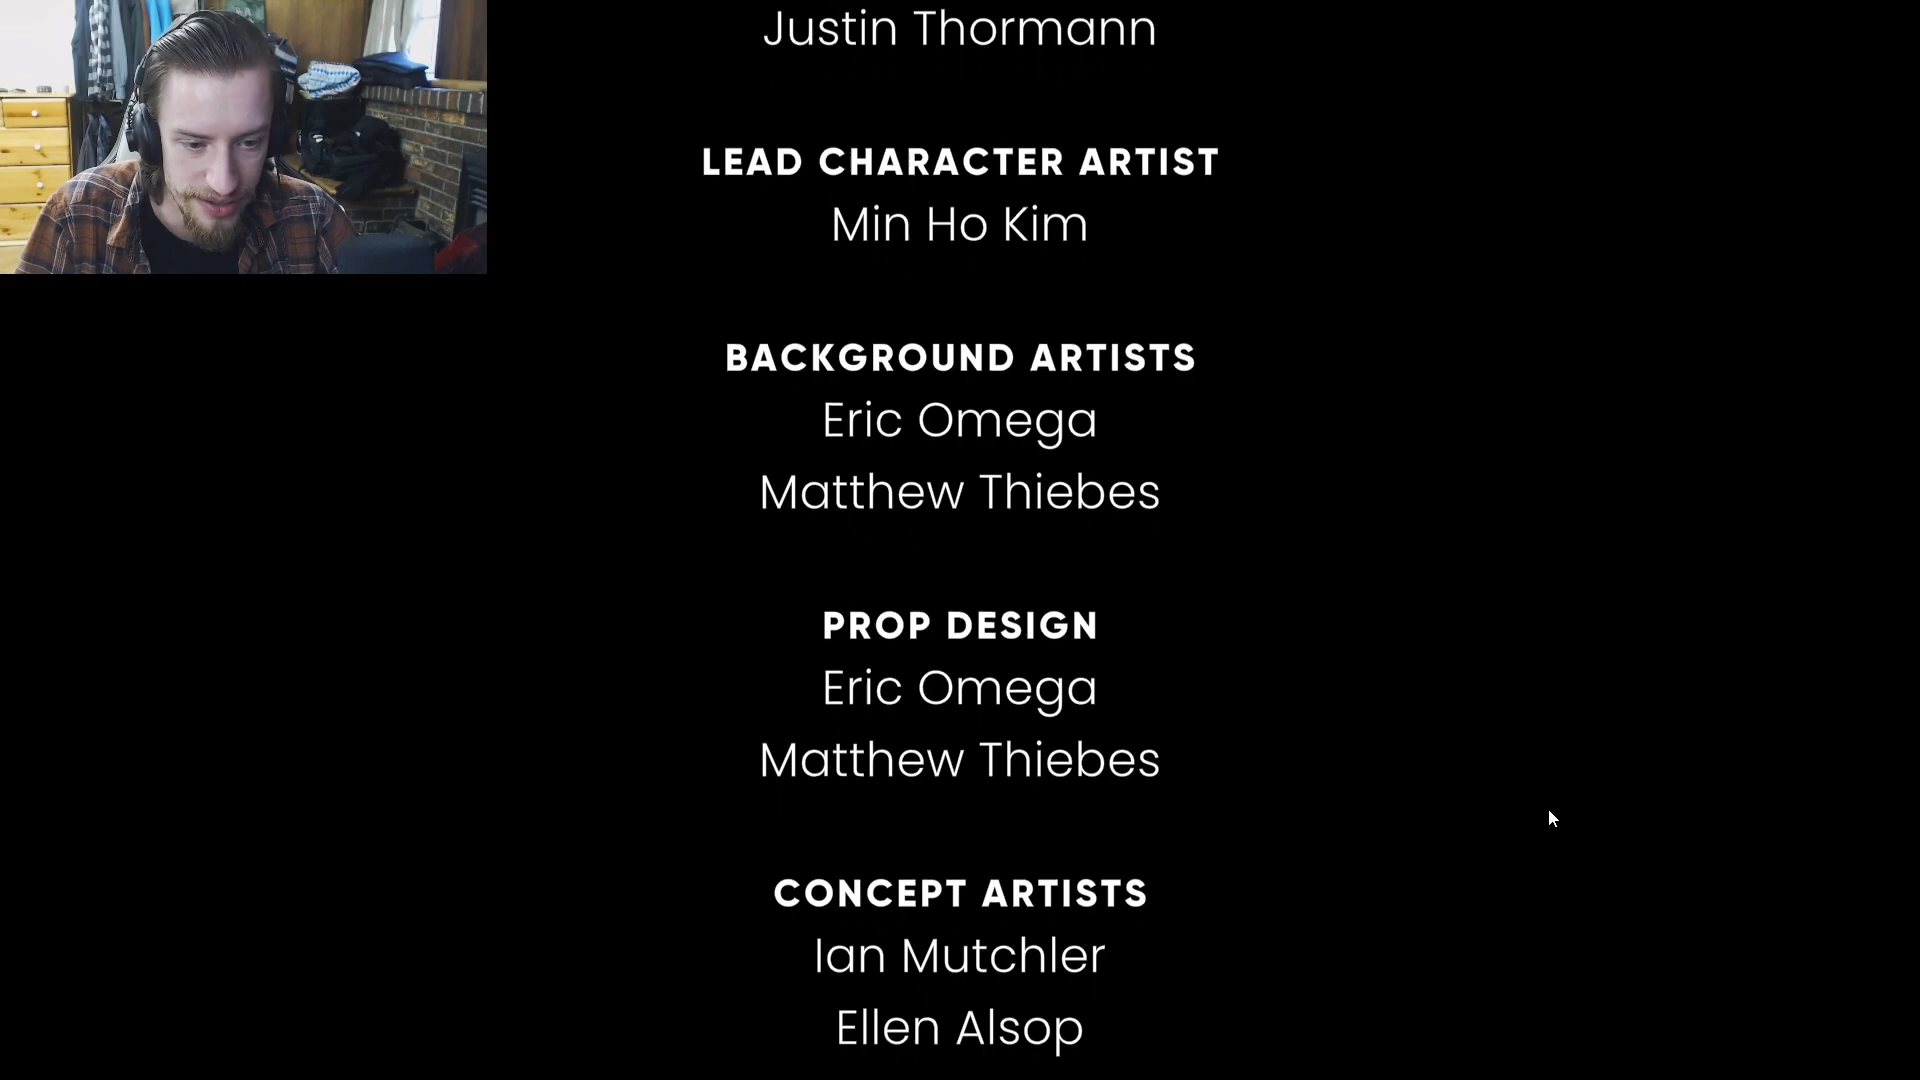 Justin Thormann
LEAD CHARACTER ARTIST
Min Ho Kim
BACKGROUND ARTISTS
Eric Omega
Matthew Thiebes
PROP DESIGN
Eric Omega
Matthew Thiebes
CONCEPT ARTISTS
Ian Mutchler
Ellen Alsop